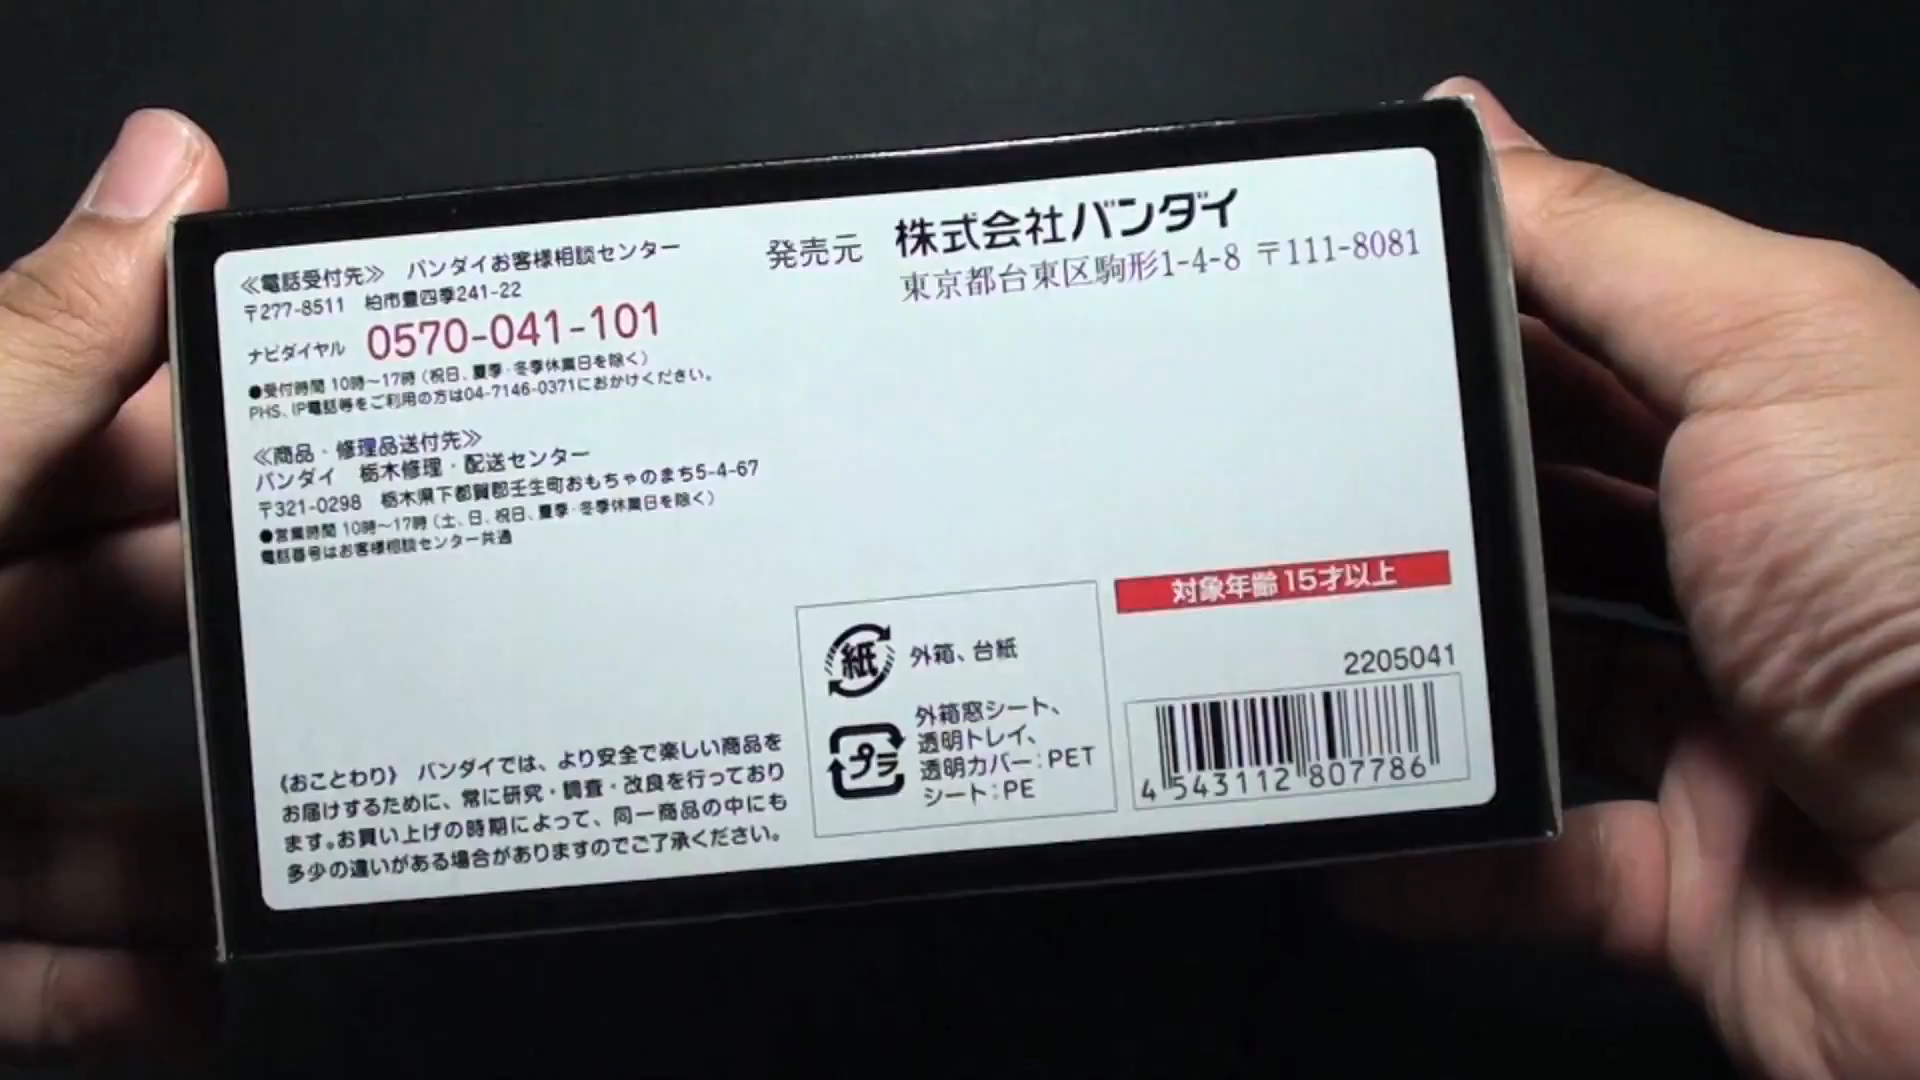 ≪電話受付先≫ バンダイお客様相談センター
〒277-8511 柏市豊四季241-22
ナビダイヤル 0570-041-101
●受付時間 10時〜17時（祝日、夏季・冬季休業日を除く）
PHS、IP電話等をご利用の方は04-7146-0371におかけください。
≪商品・修理品送付先≫
バンダイ 栃木修理・配送センター
〒321-0298 栃木県下都賀郡壬生町おもちゃのまち5-4-67
●営業時間 10時〜17時（土、日、祝日、夏季・冬季休業日を除く）
電話番号はお客様相談センター共通
発売元 株式会社バンダイ
東京都台東区駒形1-4-8 〒111-8081
《おことわり》 バンダイでは、より安全で楽しい商品を
お届けするために、常に研究・調査・改良を行っており
ます。お買い上げの時期によって、同一商品の中にも
多少の違いがある場合がありますのでご了承ください。
紙 外箱、台紙
プラ 外箱窓シート、
透明トレイ、
透明カバー：PET
シート：PE
対象年齢15才以上
2205041
4 543112 807786